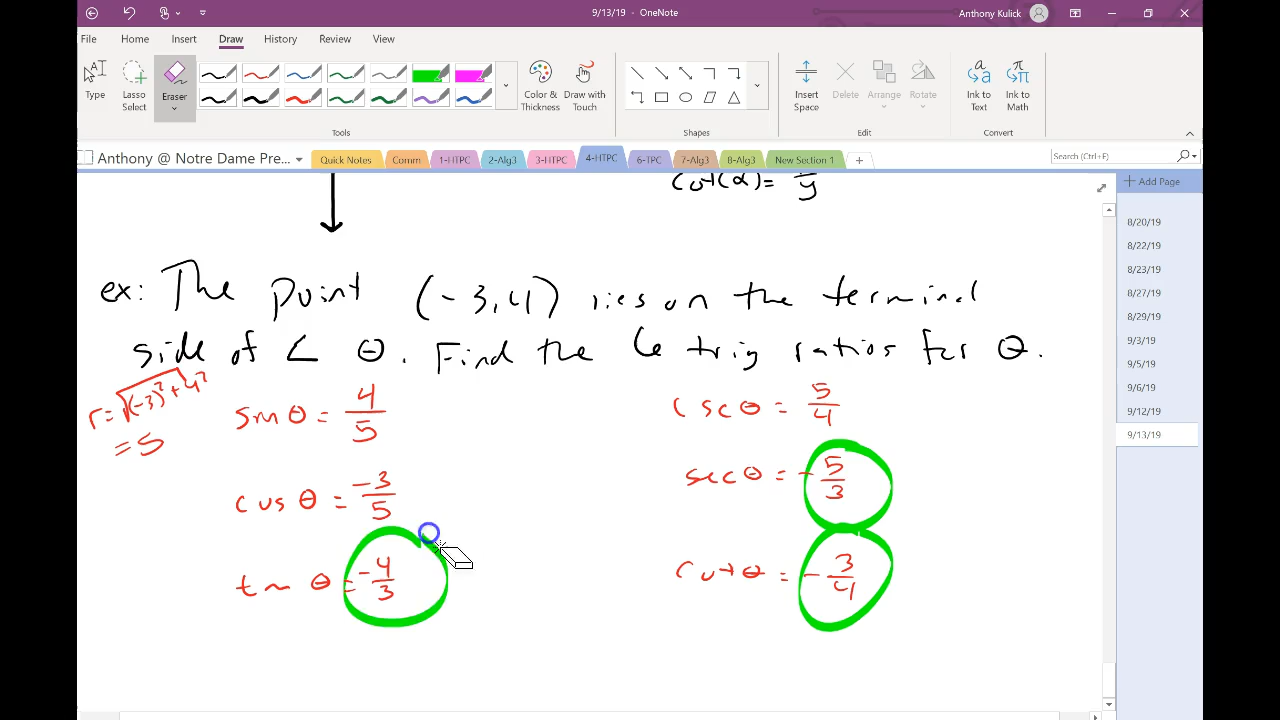 9/13/19 - OneNote
Anthony Kulick
File Home Insert Draw History Review View
Type
Lasso Select
Eraser
Color & Thickness
Draw with Touch
Insert Space
Delete
Arrange
Rotate
Ink to Text
Ink to Math
Tools
Shapes
Edit
Convert
Anthony @ Notre Dame Pre...
Quick Notes Comm 1-HTPC 2-Alg3 3-HTPC 4-HTPC 6-TPC 7-Alg3 8-Alg3 New Section 1 +
Search (Ctrl+F)
+ Add Page
8/20/19
8/22/19
8/23/19
8/27/19
8/29/19
9/3/19
9/5/19
9/6/19
9/12/19
9/13/19
cot(α)= /y
ex: The point (-3,4) lies on the terminal
side of ∠ θ. Find the 6 trig ratios for θ.
r=√(-3)²+4²
=5
sin θ = 4/5
csc θ = 5/4
cos θ = -3/5
sec θ = -5/3
tan θ = -4/3
cot θ = -3/4